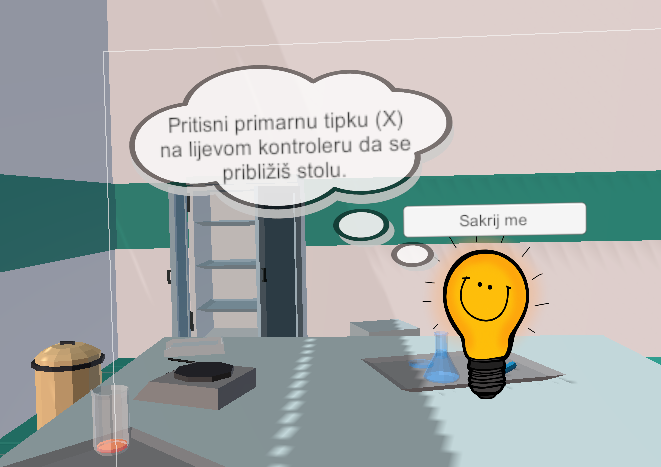 Pritisni primarnu tipku (X)
na lijevom kontroleru da se
približiš stolu.
Sakrij me